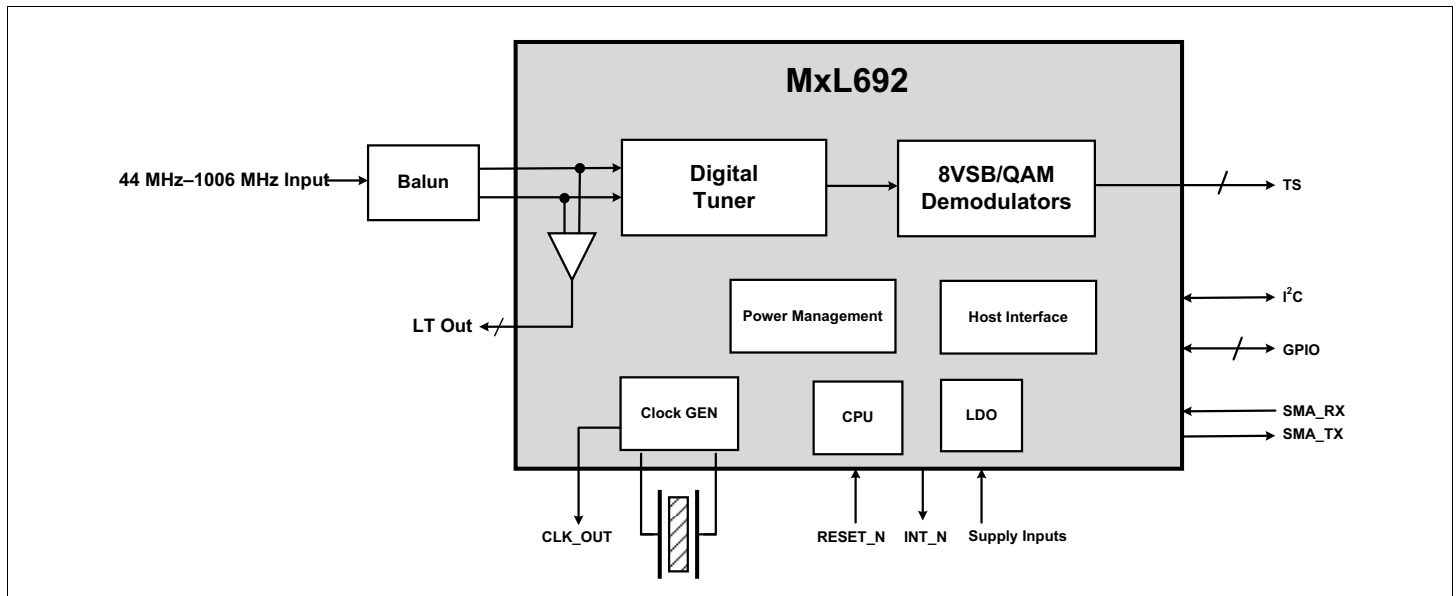 MxL692
44 MHz–1006 MHz Input
Balun
Digital
Tuner
8VSB/QAM
Demodulators
TS
Power Management
Host Interface
I²C
LT Out
GPIO
Clock GEN
CPU
LDO
SMA_RX
SMA_TX
CLK_OUT
RESET_N
INT_N
Supply Inputs